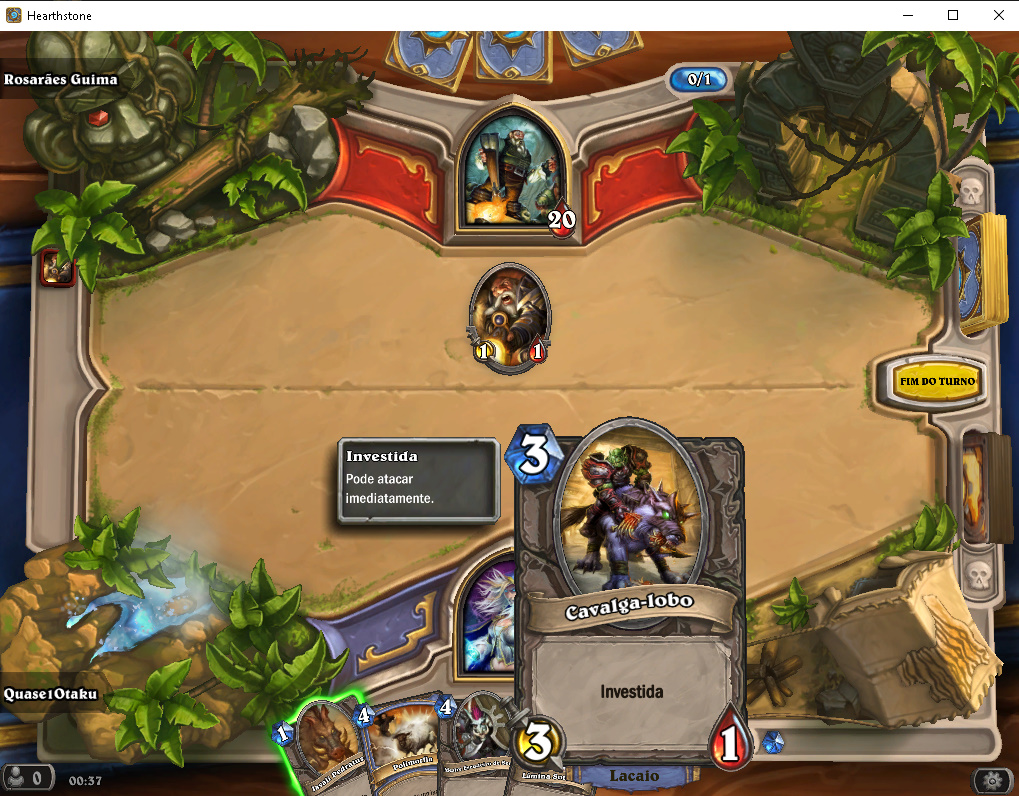 Hearthstone
Rosarães Guima
0/1
20
1
1
FIM DO TURNO
Investida
Pode atacar
imediatamente.
3
Cavalga-lobo
Investida
3
1
Lacaio
Quase1Otaku
1
4
4
Polimorfia
0
00:37